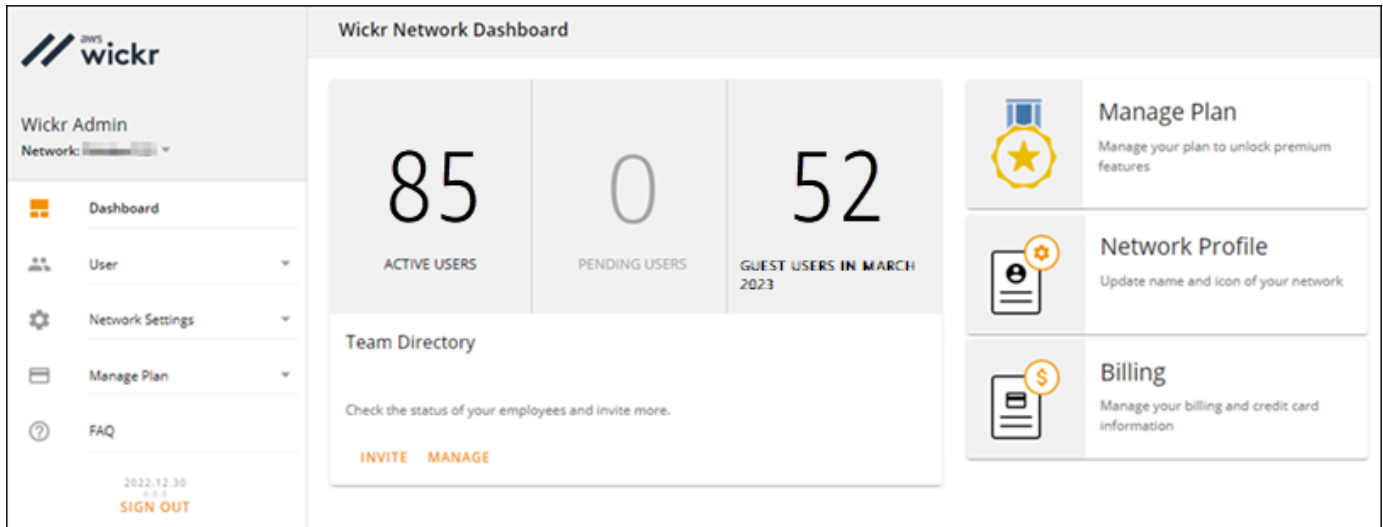 aws
wickr
Wickr Admin
Network:
Dashboard
User
Network Settings
Manage Plan
FAQ
2022.12.30
SIGN OUT
Wickr Network Dashboard
85
ACTIVE USERS
0
PENDING USERS
52
GUEST USERS IN MARCH
2023
Team Directory
Check the status of your employees and invite more.
INVITE MANAGE
Manage Plan
Manage your plan to unlock premium
features
Network Profile
Update name and icon of your network
$
Billing
Manage your billing and credit card
information